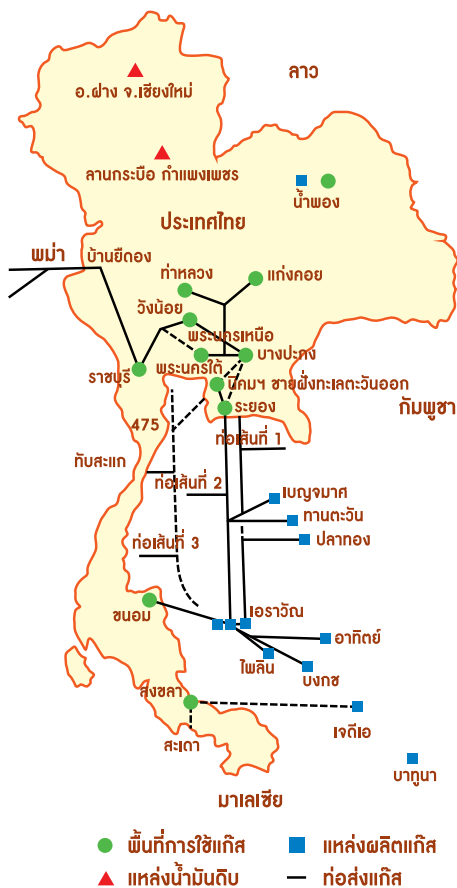 ลาว
อ.ฝาง จ.เชียงใหม่
ลานกระบือ กำแพงเพชร
น้ำพอง
ประเทศไทย
พม่า
บ้านยีดอง
ท่าหลวง
แก่งคอย
วังน้อย
พระนครเหนือ
พระนครใต้
บางปะกง
ราชบุรี
นิคมฯ ชายฝั่งทะเลตะวันออก
ระยอง
กัมพูชา
475
ท่อเส้นที่ 1
ทับสะแก
ท่อเส้นที่ 2
เบญจมาศ
ทานตะวัน
ปลาทอง
ท่อเส้นที่ 3
ขนอม
เอราวัณ
อาทิตย์
ไพลิน
บงกช
สงขลา
สะเดา
เจดีเอ
บาทูนา
มาเลเซีย
พื้นที่การใช้แก๊ส
แหล่งผลิตแก๊ส
แหล่งน้ำมันดิบ
ท่อส่งแก๊ส